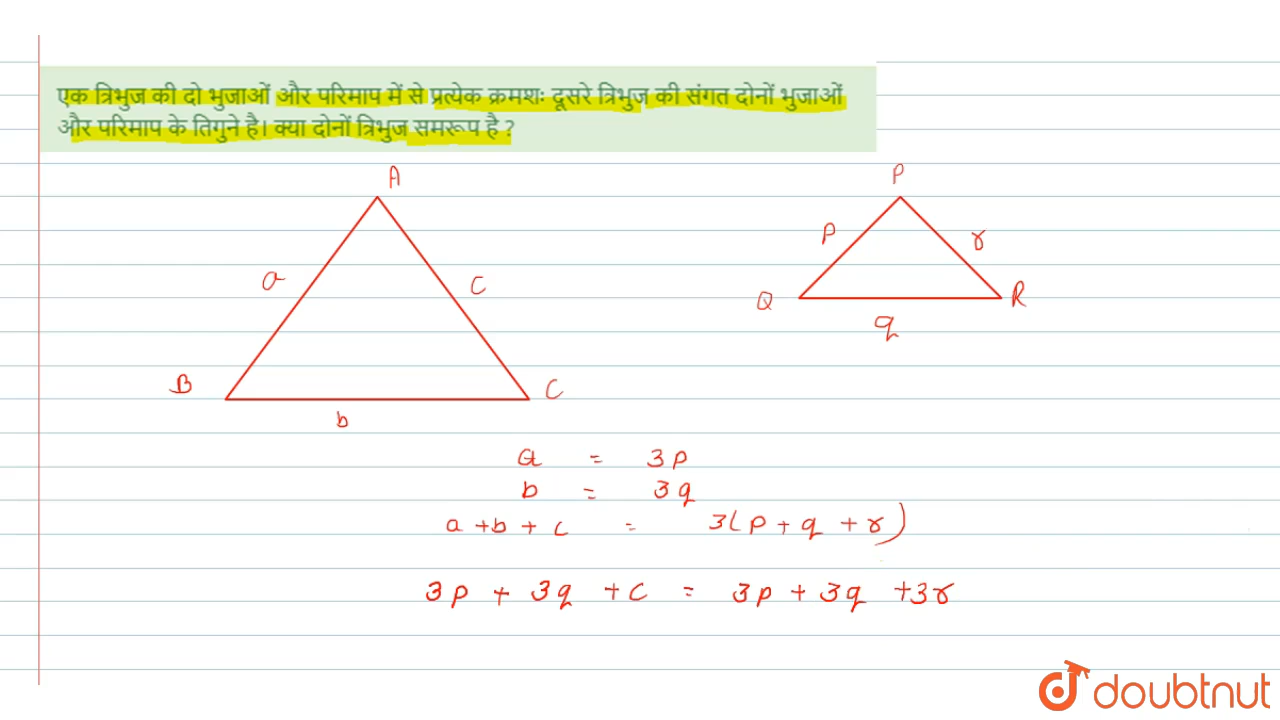 एक त्रिभुज की दो भुजाओं और परिमाप में से प्रत्येक क्रमशः दूसरे त्रिभुज की संगत दोनों भुजाओं
और परिमाप के तिगुने है। क्या दोनों त्रिभुज समरूप है ?
A
P
a
c
p
r
Q
R
q
B
C
b
a = 3p
b = 3q
a + b + c = 3(p + q + r)
3p + 3q + c = 3p + 3q + 3r
doubtnut